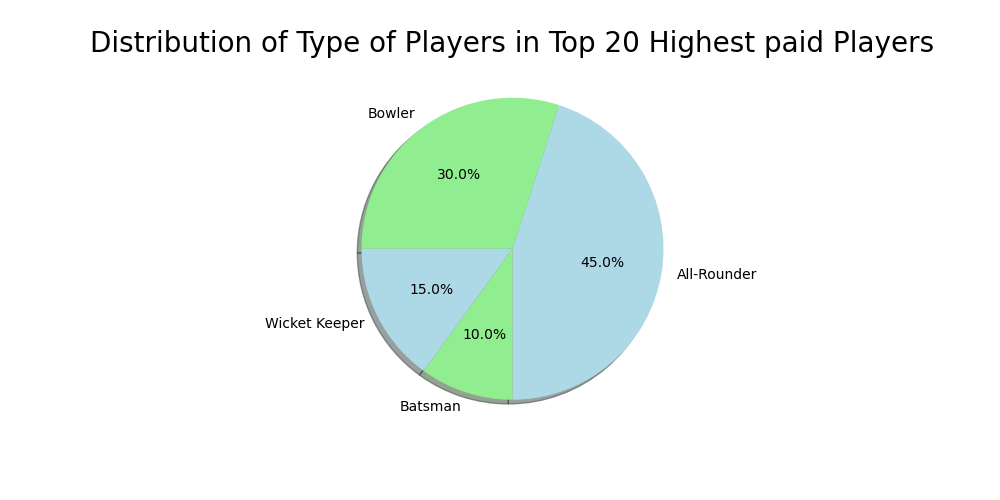 Distribution of Type of Players in Top 20 Highest paid Players
Bowler
30.0%
45.0%
All-Rounder
15.0%
Wicket Keeper
10.0%
Batsman